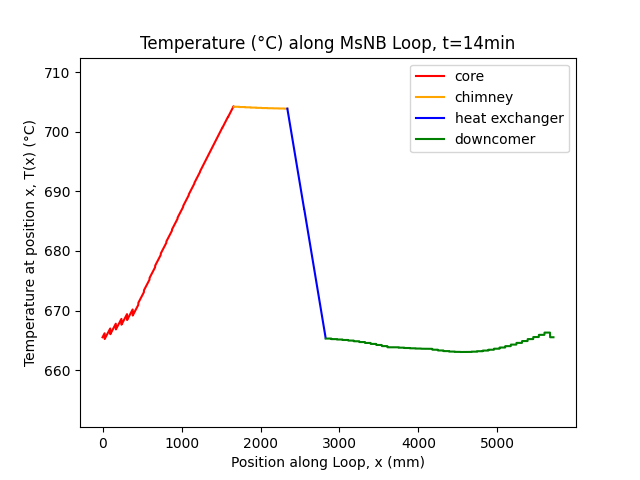 Temperature (°C) along MsNB Loop, t=14min
Temperature at position x, T(x) (°C)
710
700
690
680
670
660
core
chimney
heat exchanger
downcomer
0 1000 2000 3000 4000 5000
Position along Loop, x (mm)